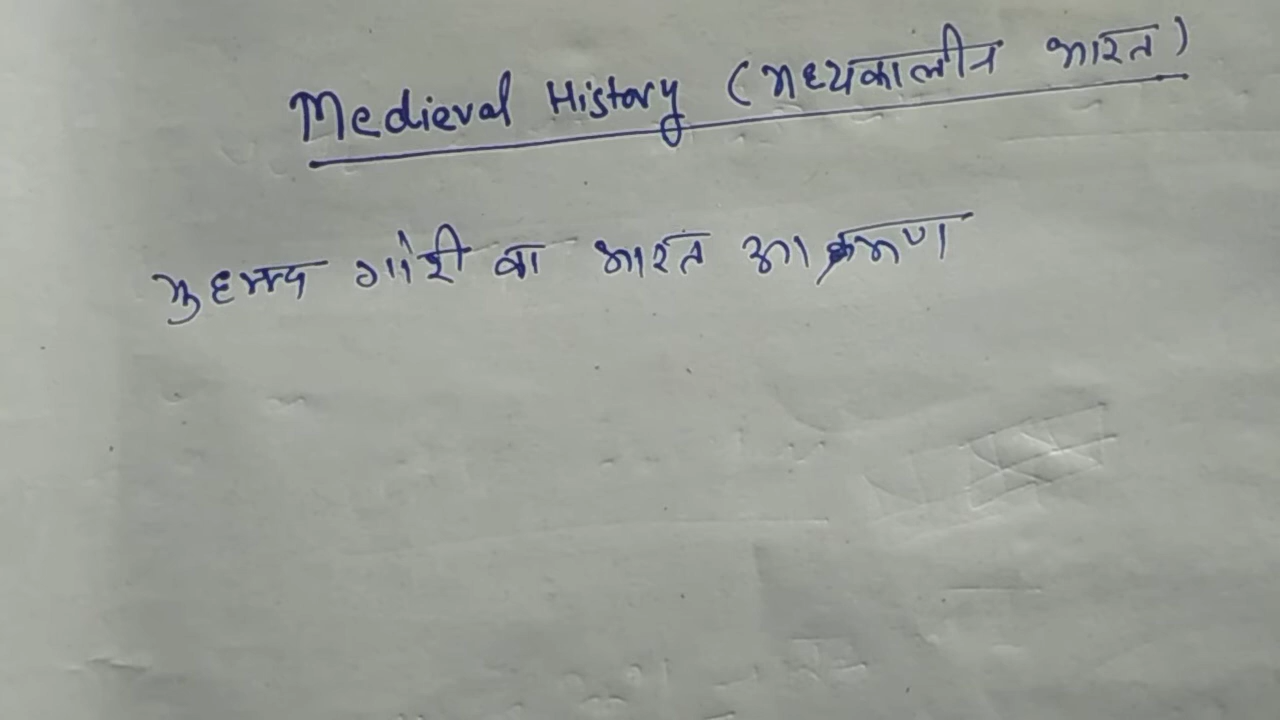 Medieval History (मध्यकालीन भारत)
मुहम्मद गोरी का भारत आक्रमण